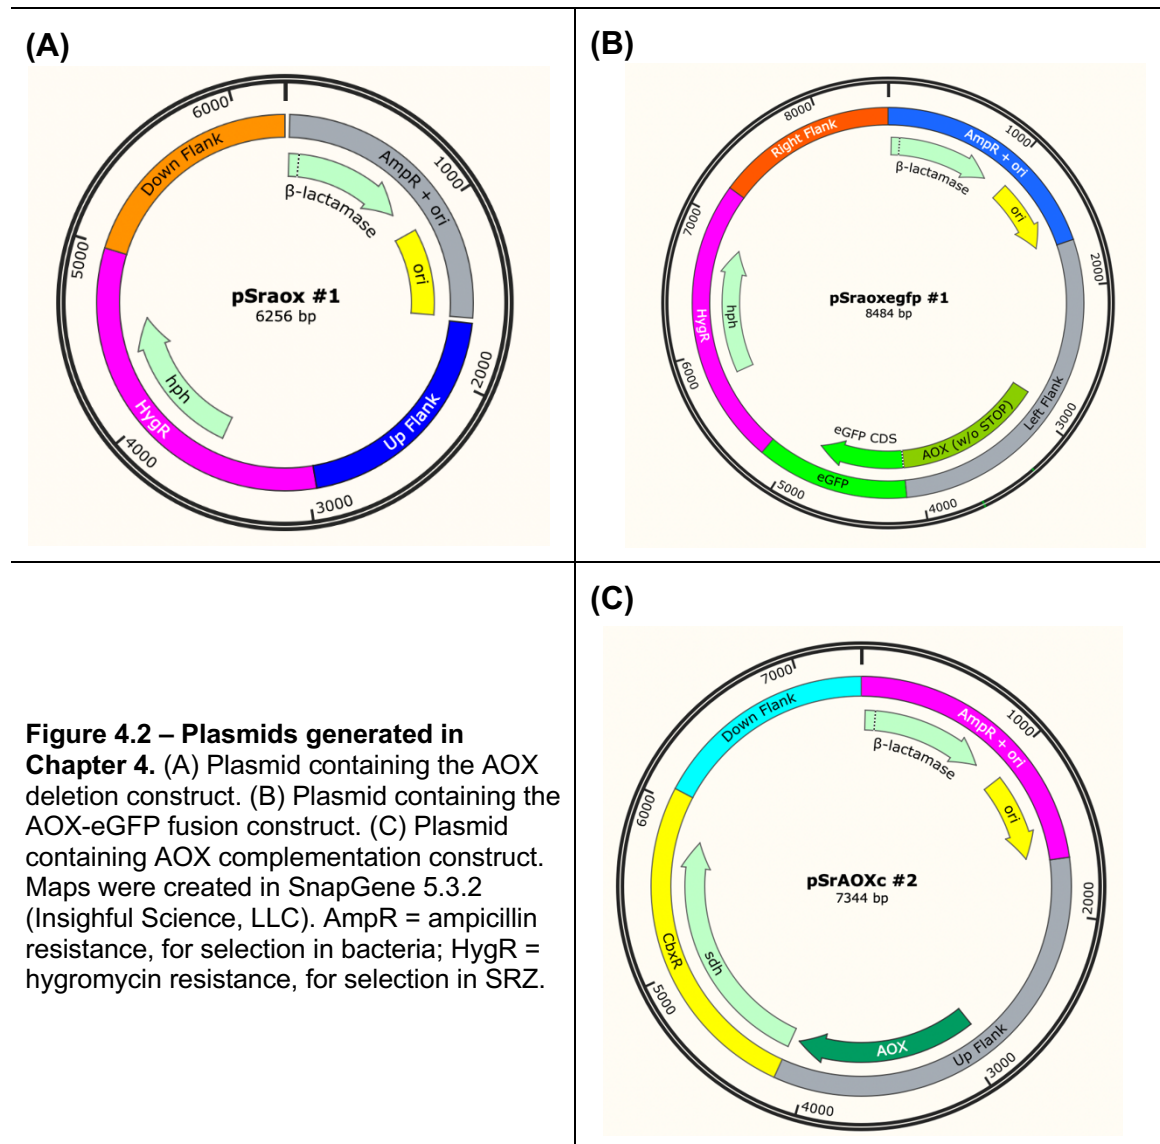 (A)
6000
1000
5000
2000
4000
3000
Down Flank
AmpR + ori
β-lactamase
ori
pSraox #1
6256 bp
hph
HygR
Up Flank
(B)
8000
1000
7000
2000
6000
3000
5000
4000
Right Flank
AmpR + ori
β-lactamase
ori
pSraoxegfp #1
8484 bp
hph
HygR
Left Flank
eGFP CDS
AOX (w/o STOP)
eGFP
Figure 4.2 – Plasmids generated in
Chapter 4. (A) Plasmid containing the AOX
deletion construct. (B) Plasmid containing the
AOX-eGFP fusion construct. (C) Plasmid
containing AOX complementation construct.
Maps were created in SnapGene 5.3.2
(Insighful Science, LLC). AmpR = ampicillin
resistance, for selection in bacteria; HygR =
hygromycin resistance, for selection in SRZ.
(C)
7000
1000
6000
2000
5000
3000
4000
Down Flank
AmpR + ori
β-lactamase
ori
pSrAOXc #2
7344 bp
CbxR
sdh
AOX
Up Flank